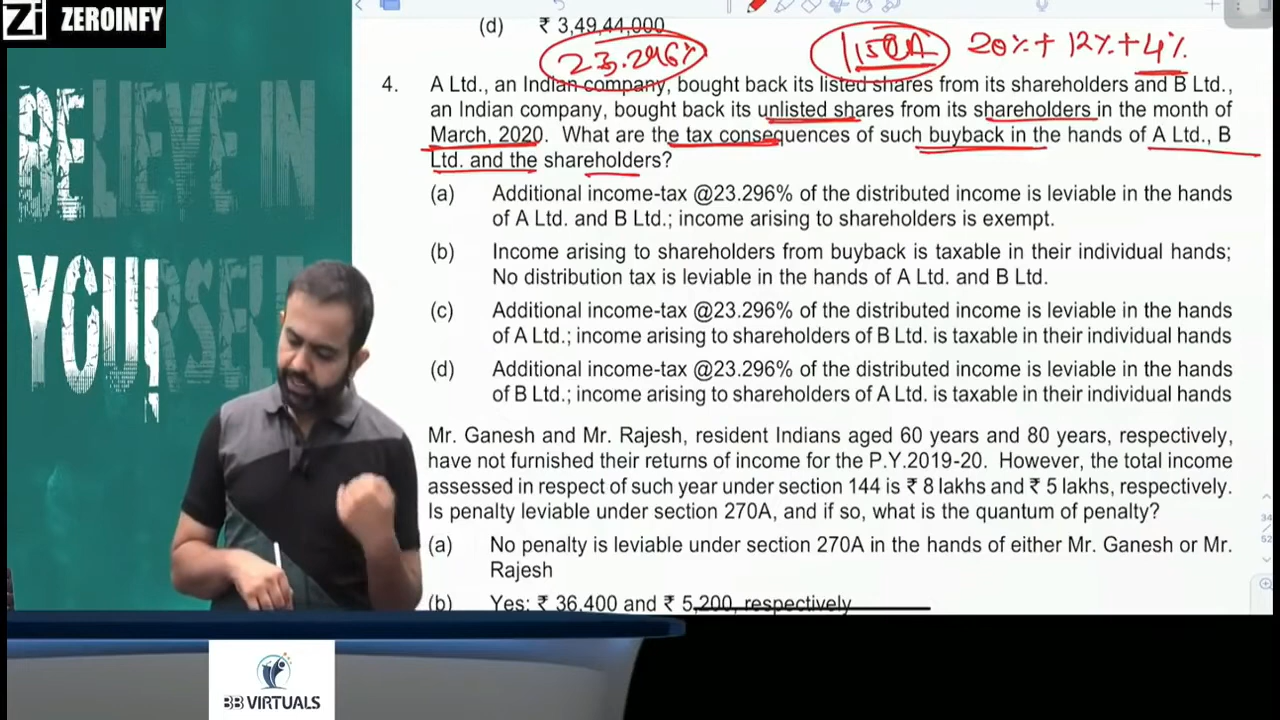 Zi ZEROINFY
BELIEVE IN
YOURSELF
(d) ₹ 3,49,44,000
23.296%
115QA 20% + 12% + 4%
4. A Ltd., an Indian company, bought back its listed shares from its shareholders and B Ltd.,
an Indian company, bought back its unlisted shares from its shareholders in the month of
March, 2020. What are the tax consequences of such buyback in the hands of A Ltd., B
Ltd. and the shareholders?
(a) Additional income-tax @23.296% of the distributed income is leviable in the hands
of A Ltd. and B Ltd.; income arising to shareholders is exempt.
(b) Income arising to shareholders from buyback is taxable in their individual hands;
No distribution tax is leviable in the hands of A Ltd. and B Ltd.
(c) Additional income-tax @23.296% of the distributed income is leviable in the hands
of A Ltd.; income arising to shareholders of B Ltd. is taxable in their individual hands
(d) Additional income-tax @23.296% of the distributed income is leviable in the hands
of B Ltd.; income arising to shareholders of A Ltd. is taxable in their individual hands
Mr. Ganesh and Mr. Rajesh, resident Indians aged 60 years and 80 years, respectively,
have not furnished their returns of income for the P.Y.2019-20. However, the total income
assessed in respect of such year under section 144 is ₹ 8 lakhs and ₹ 5 lakhs, respectively.
Is penalty leviable under section 270A, and if so, what is the quantum of penalty?
(a) No penalty is leviable under section 270A in the hands of either Mr. Ganesh or Mr.
Rajesh
(b) Yes; ₹ 36,400 and ₹ 5,200, respectively
34
52
BB VIRTUALS